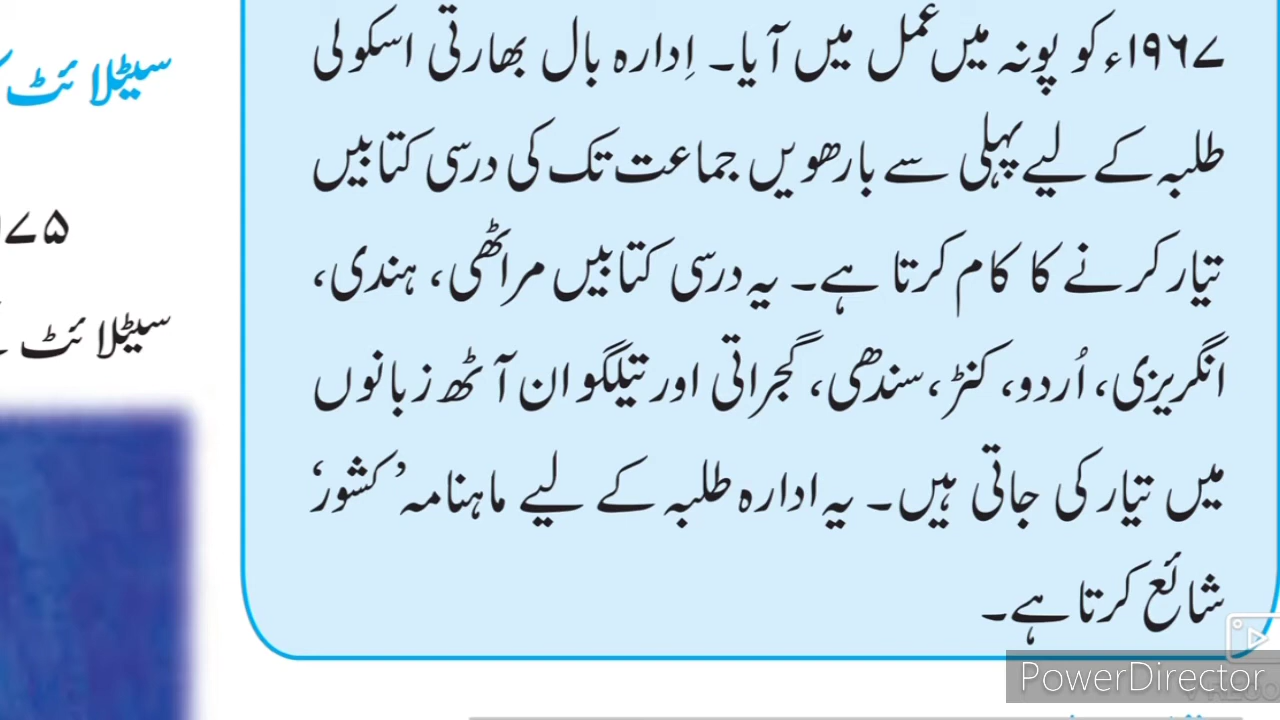 ۱۹۶۷ء کو پونہ میں عمل میں آیا۔ اِدارہ بال بھارتی اسکولی
طلبہ کے لیے پہلی سے بارھویں جماعت تک کی درسی کتابیں
تیار کرنے کا کام کرتا ہے۔ یہ درسی کتابیں مراٹھی، ہندی،
انگریزی، اُردو، کنڑ، سندھی، گجراتی اور تیلگو ان آٹھ زبانوں
میں تیار کی جاتی ہیں۔ یہ ادارہ طلبہ کے لیے ماہنامہ ’کشور‘
شائع کرتا ہے۔
سیٹلائٹ
۷۵
سیٹلائٹ
PowerDirector